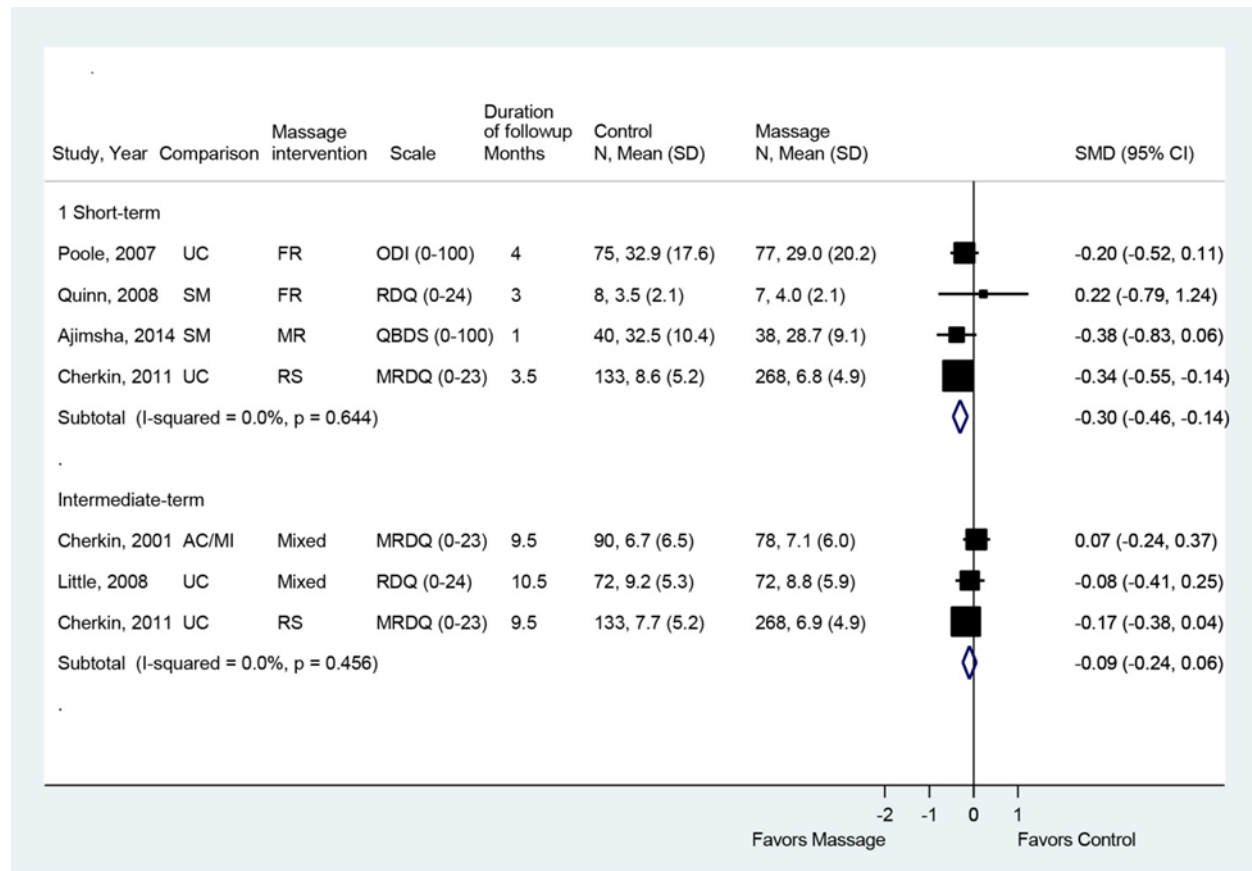 Study, Year Comparison Massage intervention Scale Duration of followup Months Control N, Mean (SD) Massage N, Mean (SD) SMD (95% CI)
1 Short-term
Poole, 2007 UC FR ODI (0-100) 4 75, 32.9 (17.6) 77, 29.0 (20.2) -0.20 (-0.52, 0.11)
Quinn, 2008 SM FR RDQ (0-24) 3 8, 3.5 (2.1) 7, 4.0 (2.1) 0.22 (-0.79, 1.24)
Ajimsha, 2014 SM MR QBDS (0-100) 1 40, 32.5 (10.4) 38, 28.7 (9.1) -0.38 (-0.83, 0.06)
Cherkin, 2011 UC RS MRDQ (0-23) 3.5 133, 8.6 (5.2) 268, 6.8 (4.9) -0.34 (-0.55, -0.14)
Subtotal (I-squared = 0.0%, p = 0.644) -0.30 (-0.46, -0.14)
.
Intermediate-term
Cherkin, 2001 AC/MI Mixed MRDQ (0-23) 9.5 90, 6.7 (6.5) 78, 7.1 (6.0) 0.07 (-0.24, 0.37)
Little, 2008 UC Mixed RDQ (0-24) 10.5 72, 9.2 (5.3) 72, 8.8 (5.9) -0.08 (-0.41, 0.25)
Cherkin, 2011 UC RS MRDQ (0-23) 9.5 133, 7.7 (5.2) 268, 6.9 (4.9) -0.17 (-0.38, 0.04)
Subtotal (I-squared = 0.0%, p = 0.456) -0.09 (-0.24, 0.06)
.
-2 -1 0 1
Favors Massage Favors Control